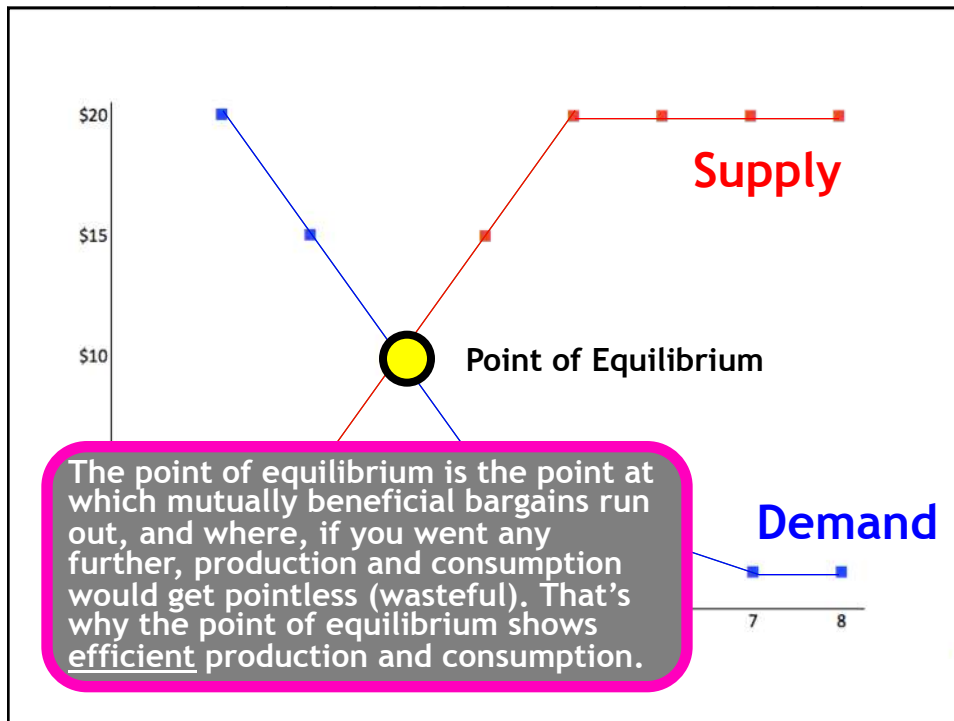 $20
Supply
$15
$10
Point of Equilibrium
The point of equilibrium is the point at
which mutually beneficial bargains run
out, and where, if you went any
further, production and consumption
would get pointless (wasteful). That’s
why the point of equilibrium shows
efficient production and consumption.
Demand
7 8